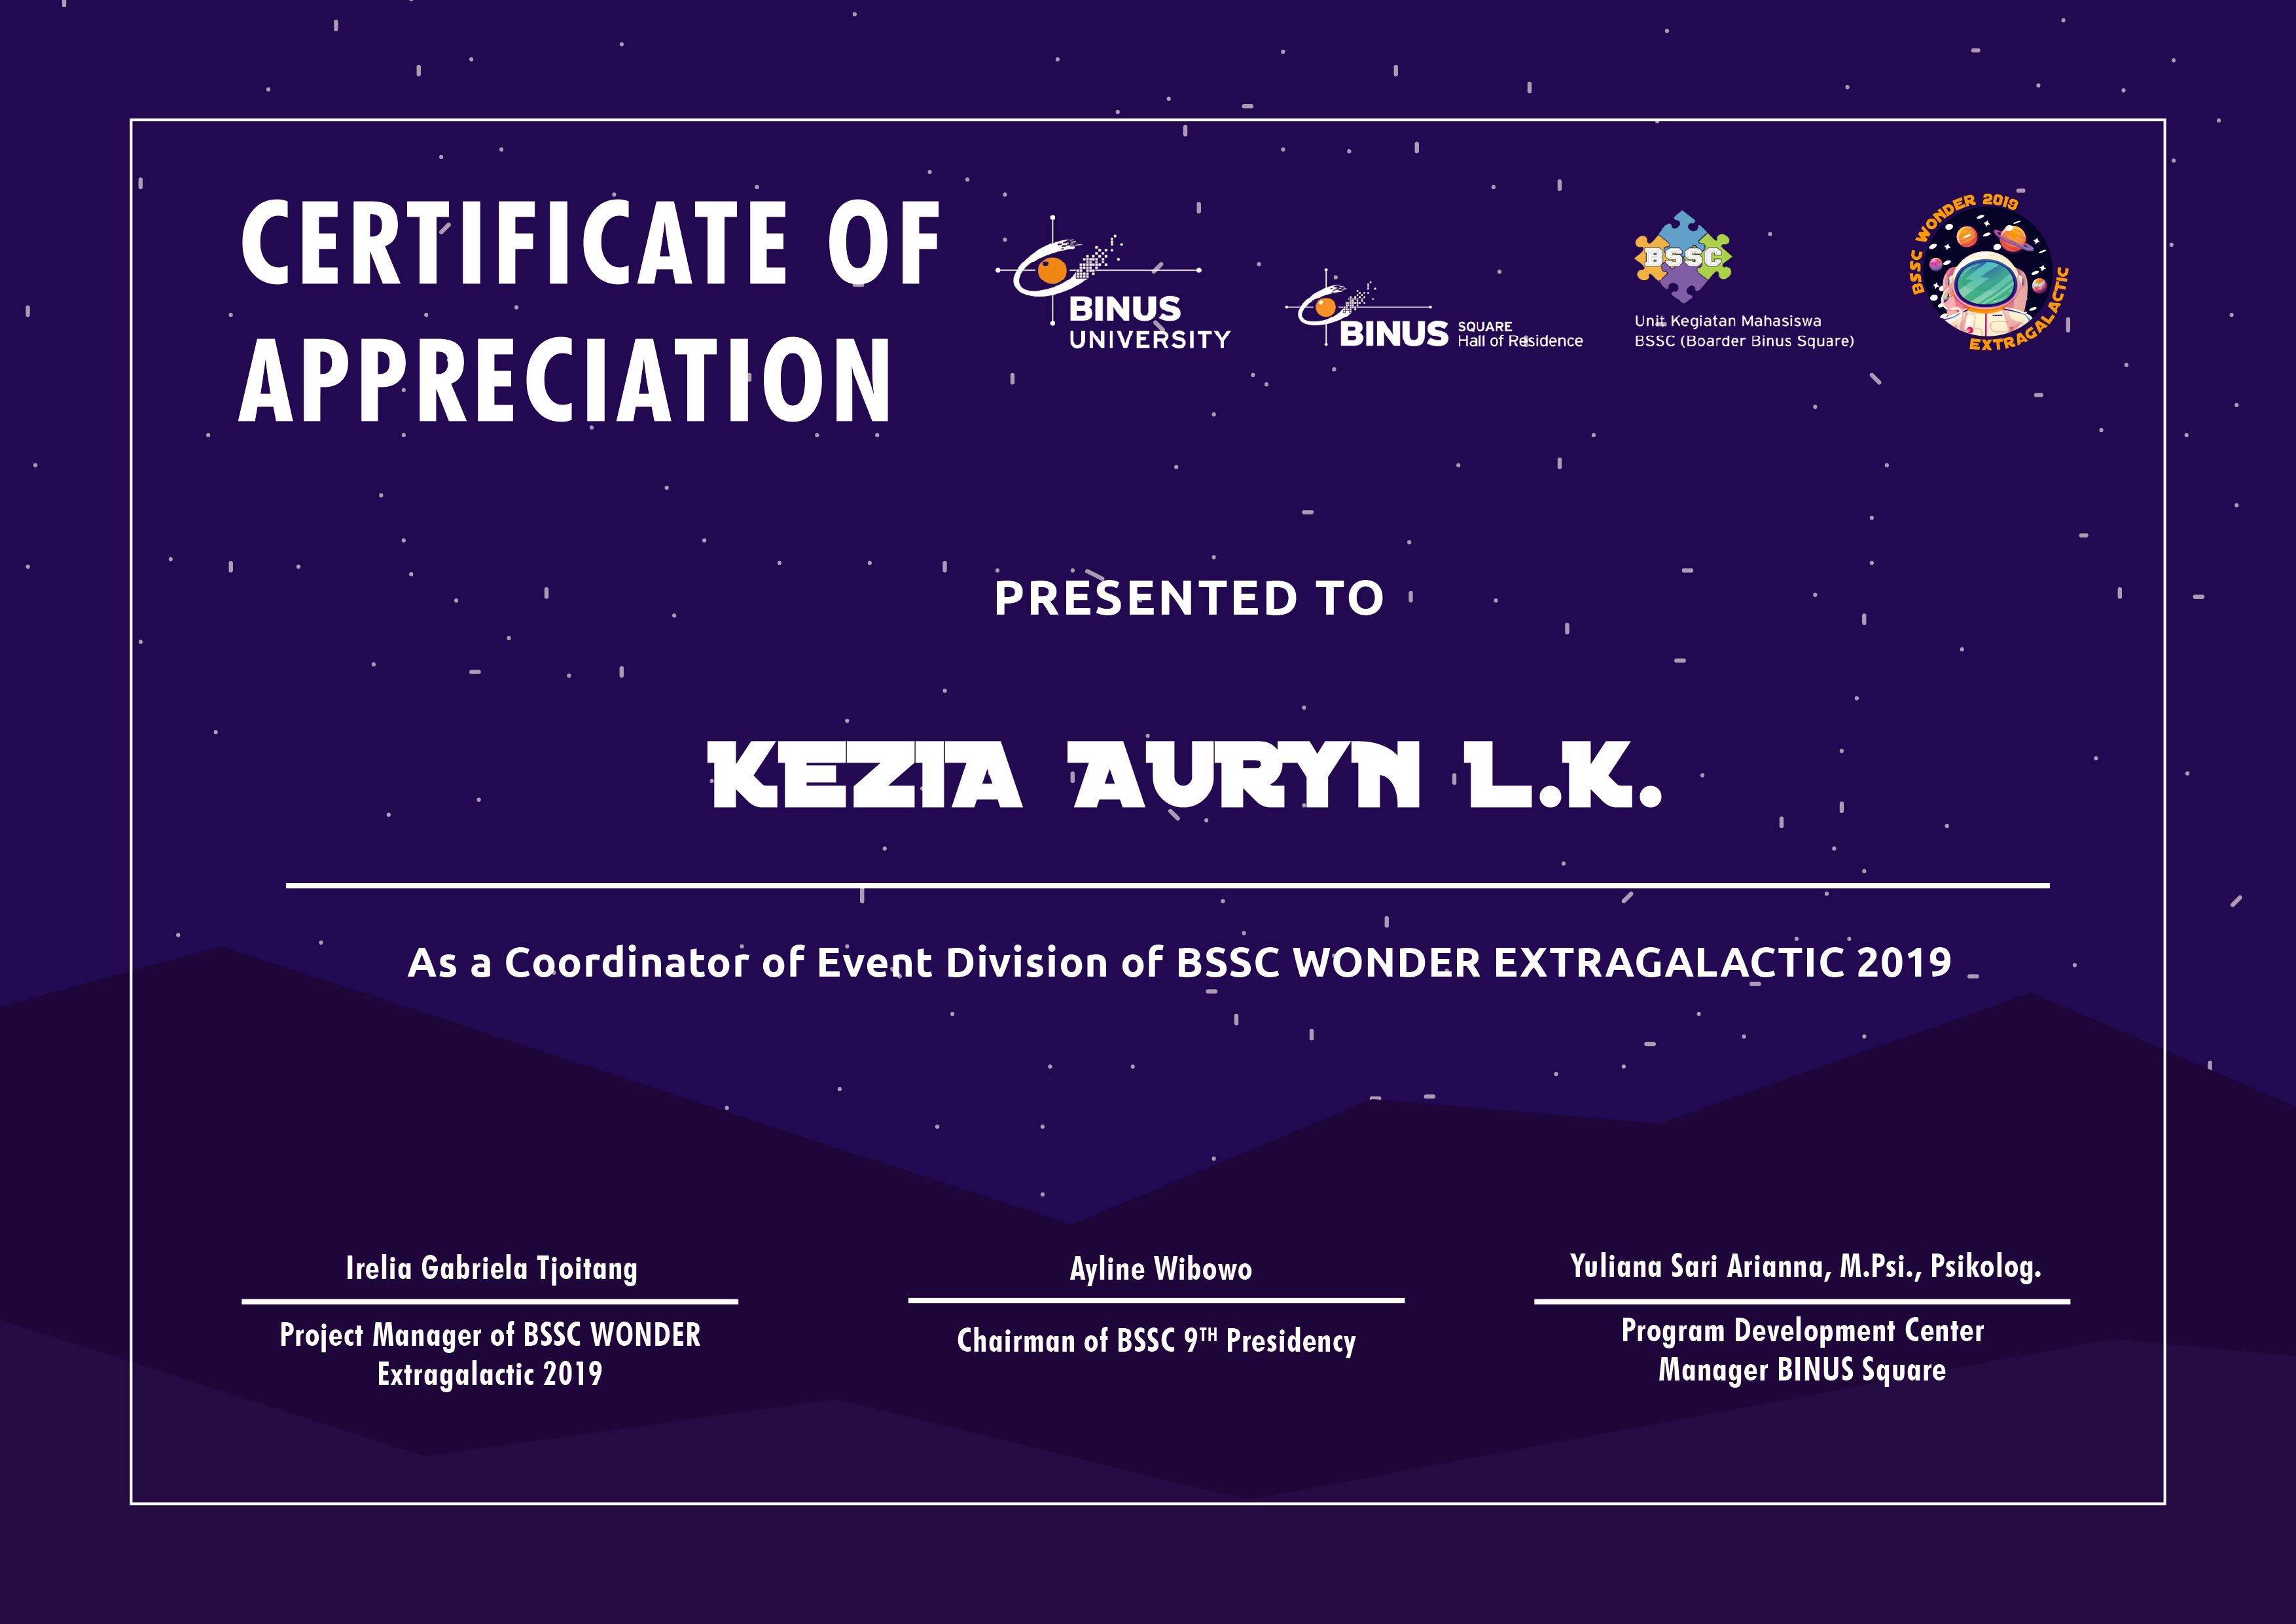 CERTIFICATE OF
APPRECIATION
BINUS
UNIVERSITY
BINUS SQUARE
Hall of Residence
BSSC
Unit Kegiatan Mahasiswa
BSSC (Boarder Binus Square)
BSSC WONDER 2019
EXTRAGALACTIC
PRESENTED TO
KEZIA AURYN L.K.
As a Coordinator of Event Division of BSSC WONDER EXTRAGALACTIC 2019
Irelia Gabriela Tjoitang
Project Manager of BSSC WONDER
Extragalactic 2019
Ayline Wibowo
Chairman of BSSC 9TH Presidency
Yuliana Sari Arianna, M.Psi., Psikolog.
Program Development Center
Manager BINUS Square